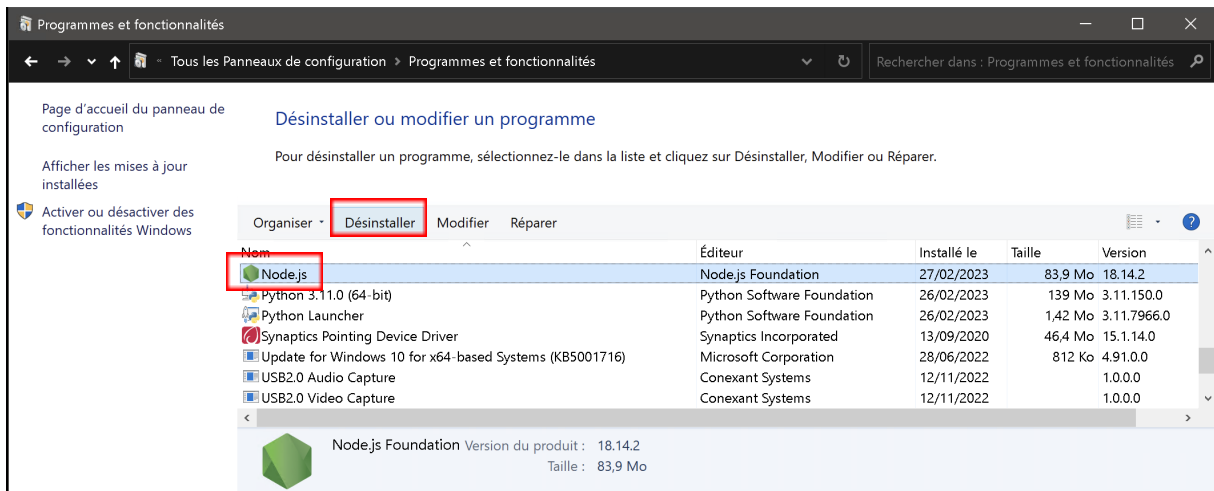 Programmes et fonctionnalités
« Tous les Panneaux de configuration > Programmes et fonctionnalités
Rechercher dans : Programmes et fonctionnalités
Page d'accueil du panneau de
configuration
Afficher les mises à jour
installées
Activer ou désactiver des
fonctionnalités Windows
Désinstaller ou modifier un programme
Pour désinstaller un programme, sélectionnez-le dans la liste et cliquez sur Désinstaller, Modifier ou Réparer.
Organiser Désinstaller Modifier Réparer
Nom Éditeur Installé le Taille Version
Node.js Node.js Foundation 27/02/2023 83,9 Mo 18.14.2
Python 3.11.0 (64-bit) Python Software Foundation 26/02/2023 139 Mo 3.11.150.0
Python Launcher Python Software Foundation 26/02/2023 1,42 Mo 3.11.7966.0
Synaptics Pointing Device Driver Synaptics Incorporated 13/09/2020 46,4 Mo 15.1.14.0
Update for Windows 10 for x64-based Systems (KB5001716) Microsoft Corporation 28/06/2022 812 Ko 4.91.0.0
USB2.0 Audio Capture Conexant Systems 12/11/2022 1.0.0.0
USB2.0 Video Capture Conexant Systems 12/11/2022 1.0.0.0
Node.js Foundation Version du produit : 18.14.2
Taille : 83,9 Mo